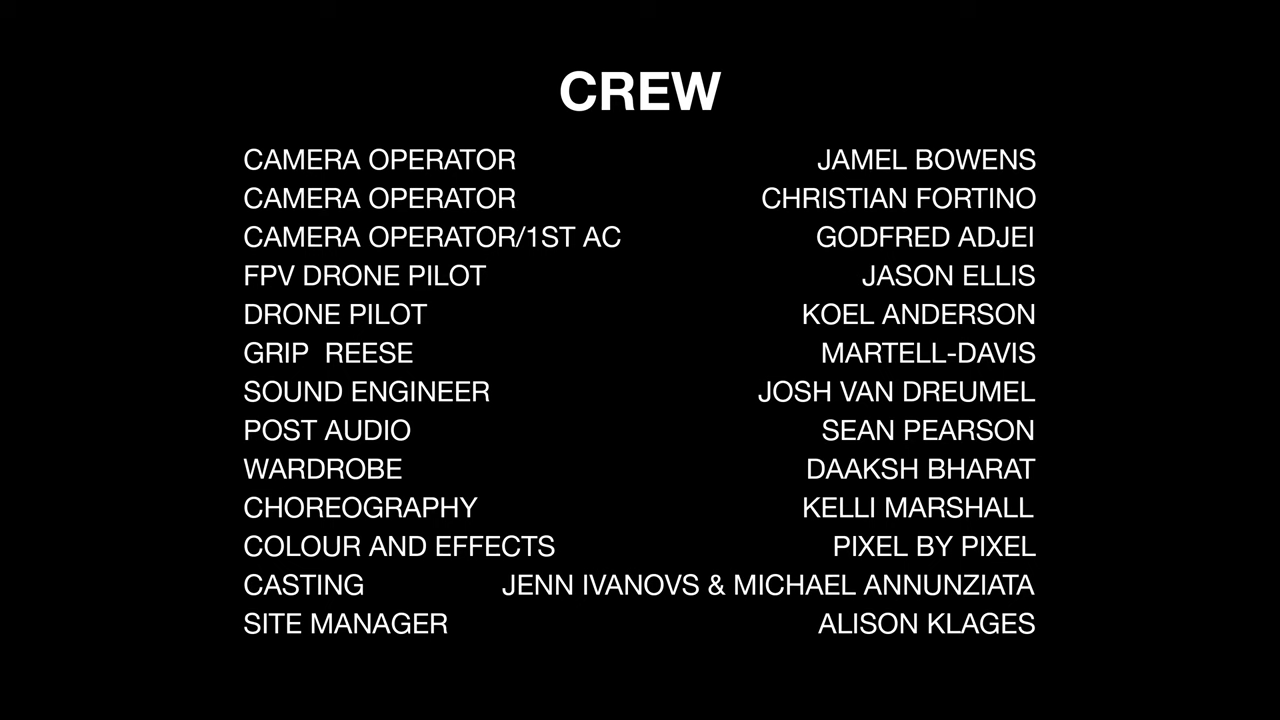 CREW
CAMERA OPERATOR JAMEL BOWENS
CAMERA OPERATOR CHRISTIAN FORTINO
CAMERA OPERATOR/1ST AC GODFRED ADJEI
FPV DRONE PILOT JASON ELLIS
DRONE PILOT KOEL ANDERSON
GRIP REESE MARTELL-DAVIS
SOUND ENGINEER JOSH VAN DREUMEL
POST AUDIO SEAN PEARSON
WARDROBE DAAKSH BHARAT
CHOREOGRAPHY KELLI MARSHALL
COLOUR AND EFFECTS PIXEL BY PIXEL
CASTING JENN IVANOVS & MICHAEL ANNUNZIATA
SITE MANAGER ALISON KLAGES